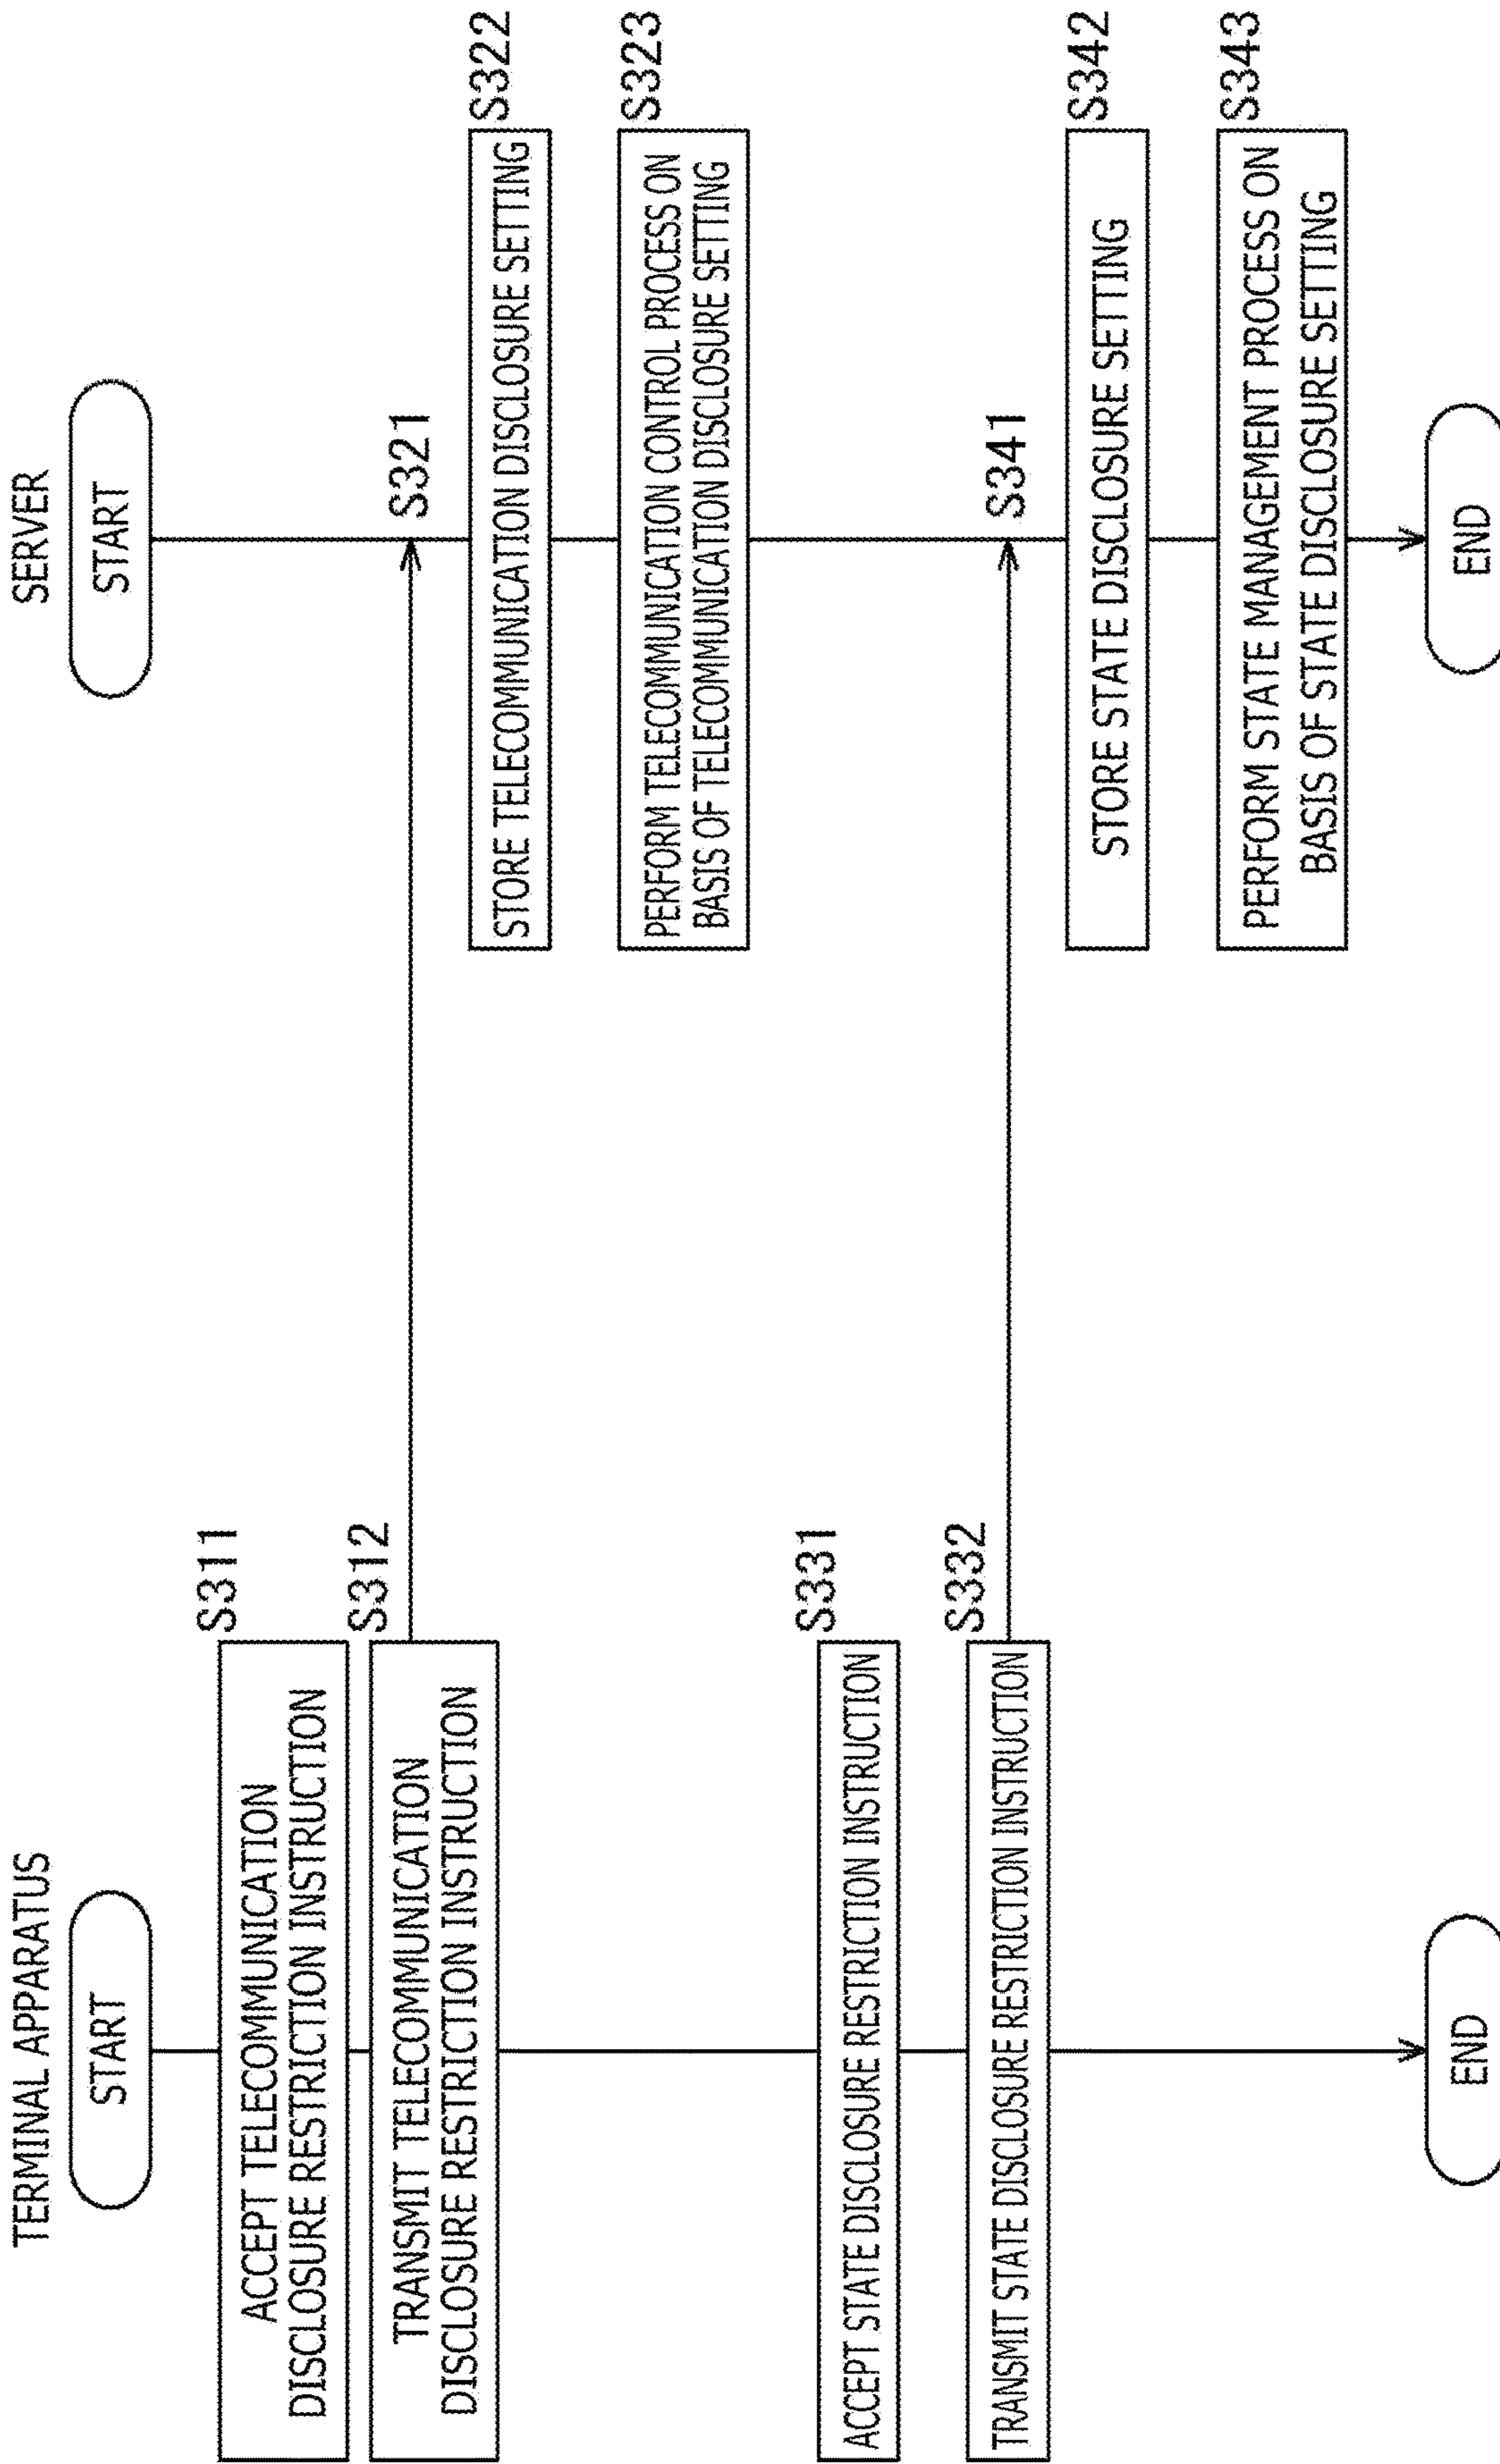 TERMINAL APPARATUS
START
S311
ACCEPT TELECOMMUNICATION
DISCLOSURE RESTRICTION INSTRUCTION
S312
TRANSMIT TELECOMMUNICATION
DISCLOSURE RESTRICTION INSTRUCTION
S331
ACCEPT STATE DISCLOSURE RESTRICTION INSTRUCTION
S332
TRANSMIT STATE DISCLOSURE RESTRICTION INSTRUCTION
END
SERVER
START
S321
S322
STORE TELECOMMUNICATION DISCLOSURE SETTING
S323
PERFORM TELECOMMUNICATION CONTROL PROCESS ON
BASIS OF TELECOMMUNICATION DISCLOSURE SETTING
S341
S342
STORE STATE DISCLOSURE SETTING
S343
PERFORM STATE MANAGEMENT PROCESS ON
BASIS OF STATE DISCLOSURE SETTING
END